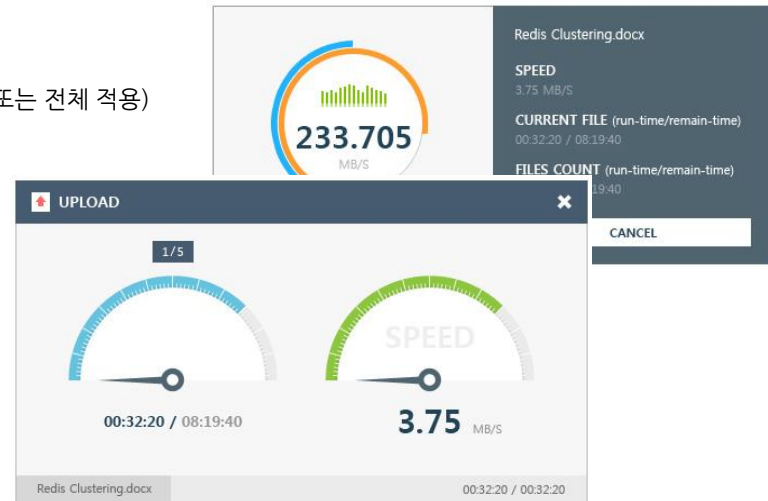 또는 전체 적용)
Redis Clustering.docx
SPEED
3.75 MB/S
CURRENT FILE (run-time/remain-time)
00:32:20 / 08:19:40
FILES COUNT (run-time/remain-time)
19:40
CANCEL
233.705
MB/S
UPLOAD
1/5
00:32:20 / 08:19:40
SPEED
3.75 MB/S
Redis Clustering.docx
00:32:20 / 00:32:20